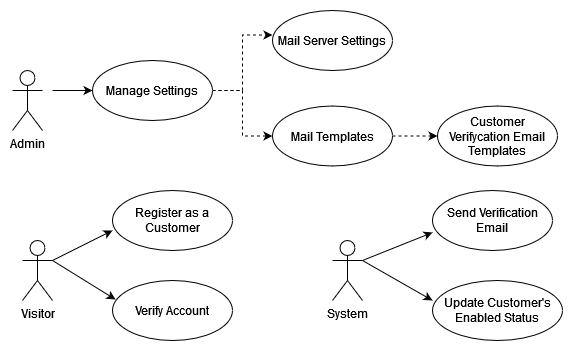 Mail Server Settings
Manage Settings
Admin
Mail Templates
Customer
Verifycation Email
Templates
Register as a
Customer
Verify Account
Visitor
Send Verification
Email
Update Customer's
Enabled Status
System